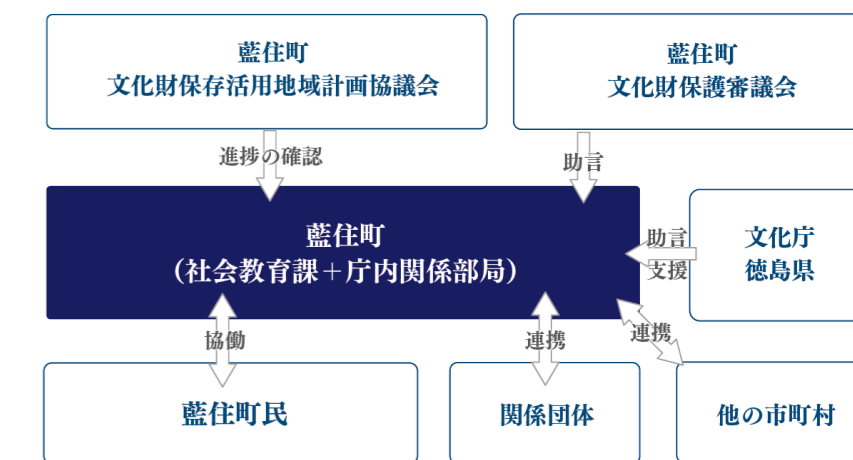 藍住町
文化財保存活用地域計画協議会
藍住町
文化財保護審議会
進捗の確認
助言
藍住町
（社会教育課＋庁内関係部局）
助言
支援
文化庁
徳島県
協働
連携
連携
藍住町民
関係団体
他の市町村